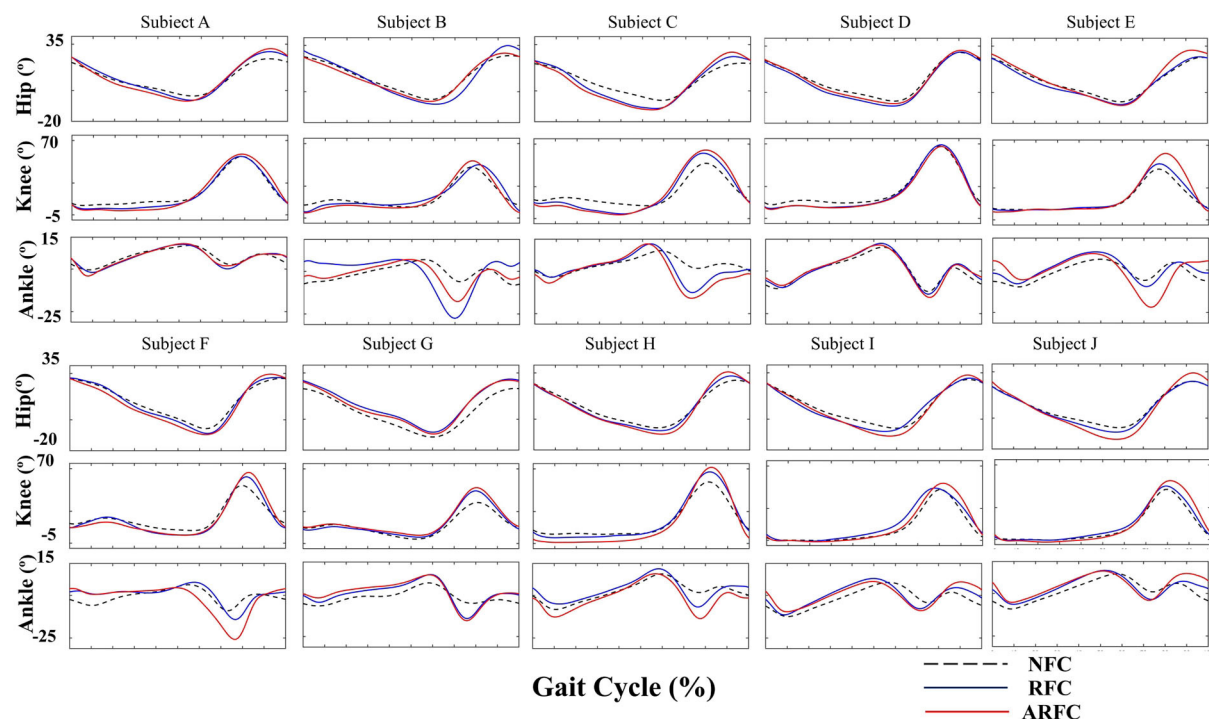 Subject A Subject B Subject C Subject D Subject E
35
Hip (º)
-20
70
Knee (º)
-5
15
Ankle (º)
-25
Subject F Subject G Subject H Subject I Subject J
35
Hip(º)
-20
70
Knee (º)
-5
-15
Ankle (º)
-25
Gait Cycle (%)
NFC
RFC
ARFC